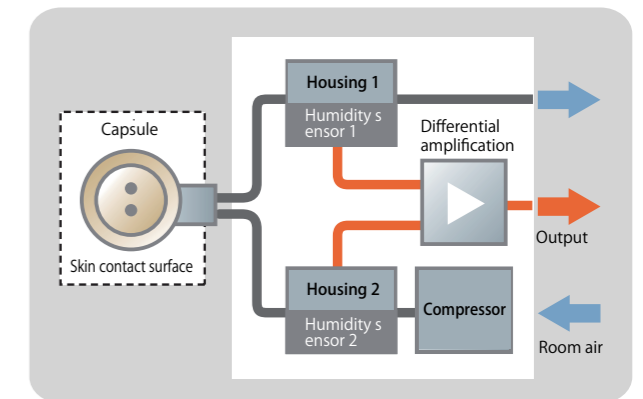 Capsule
Skin contact surface
Housing 1
Humidity s
ensor 1
Differential
amplification
Output
Housing 2
Humidity s
ensor 2
Compressor
Room air